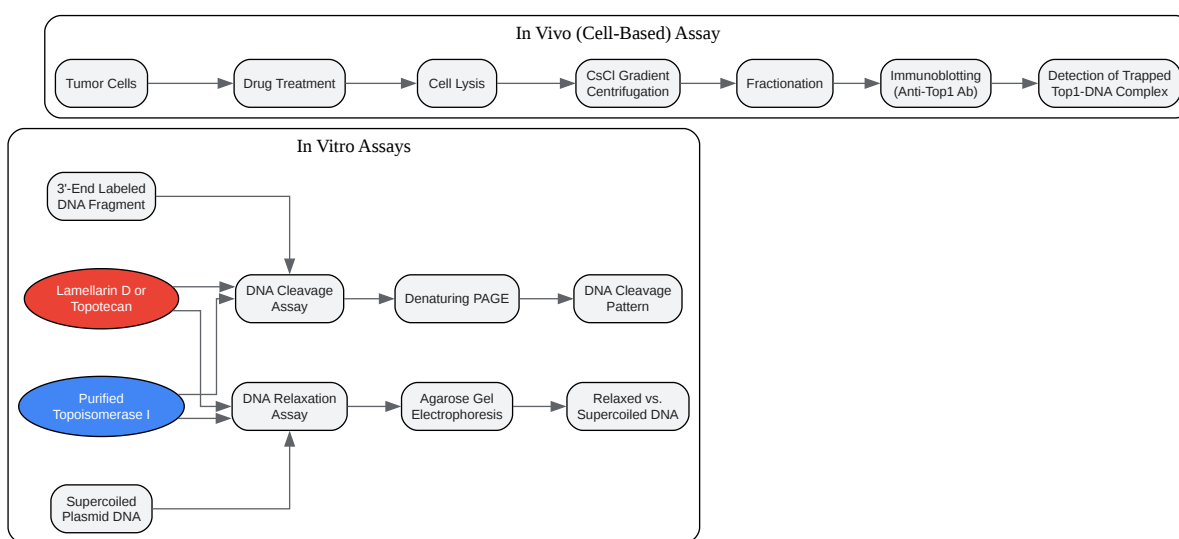 In Vivo (Cell-Based) Assay
Tumor Cells
Drug Treatment
Cell Lysis
CsCl Gradient
Centrifugation
Fractionation
Immunoblotting
(Anti-Top1 Ab)
Detection of Trapped
Top1-DNA Complex
In Vitro Assays
3'-End Labeled
DNA Fragment
Lamellarin D or
Topotecan
DNA Cleavage
Assay
Denaturing PAGE
DNA Cleavage
Pattern
Purified
Topoisomerase I
DNA Relaxation
Assay
Agarose Gel
Electrophoresis
Relaxed vs.
Supercoiled DNA
Supercoiled
Plasmid DNA